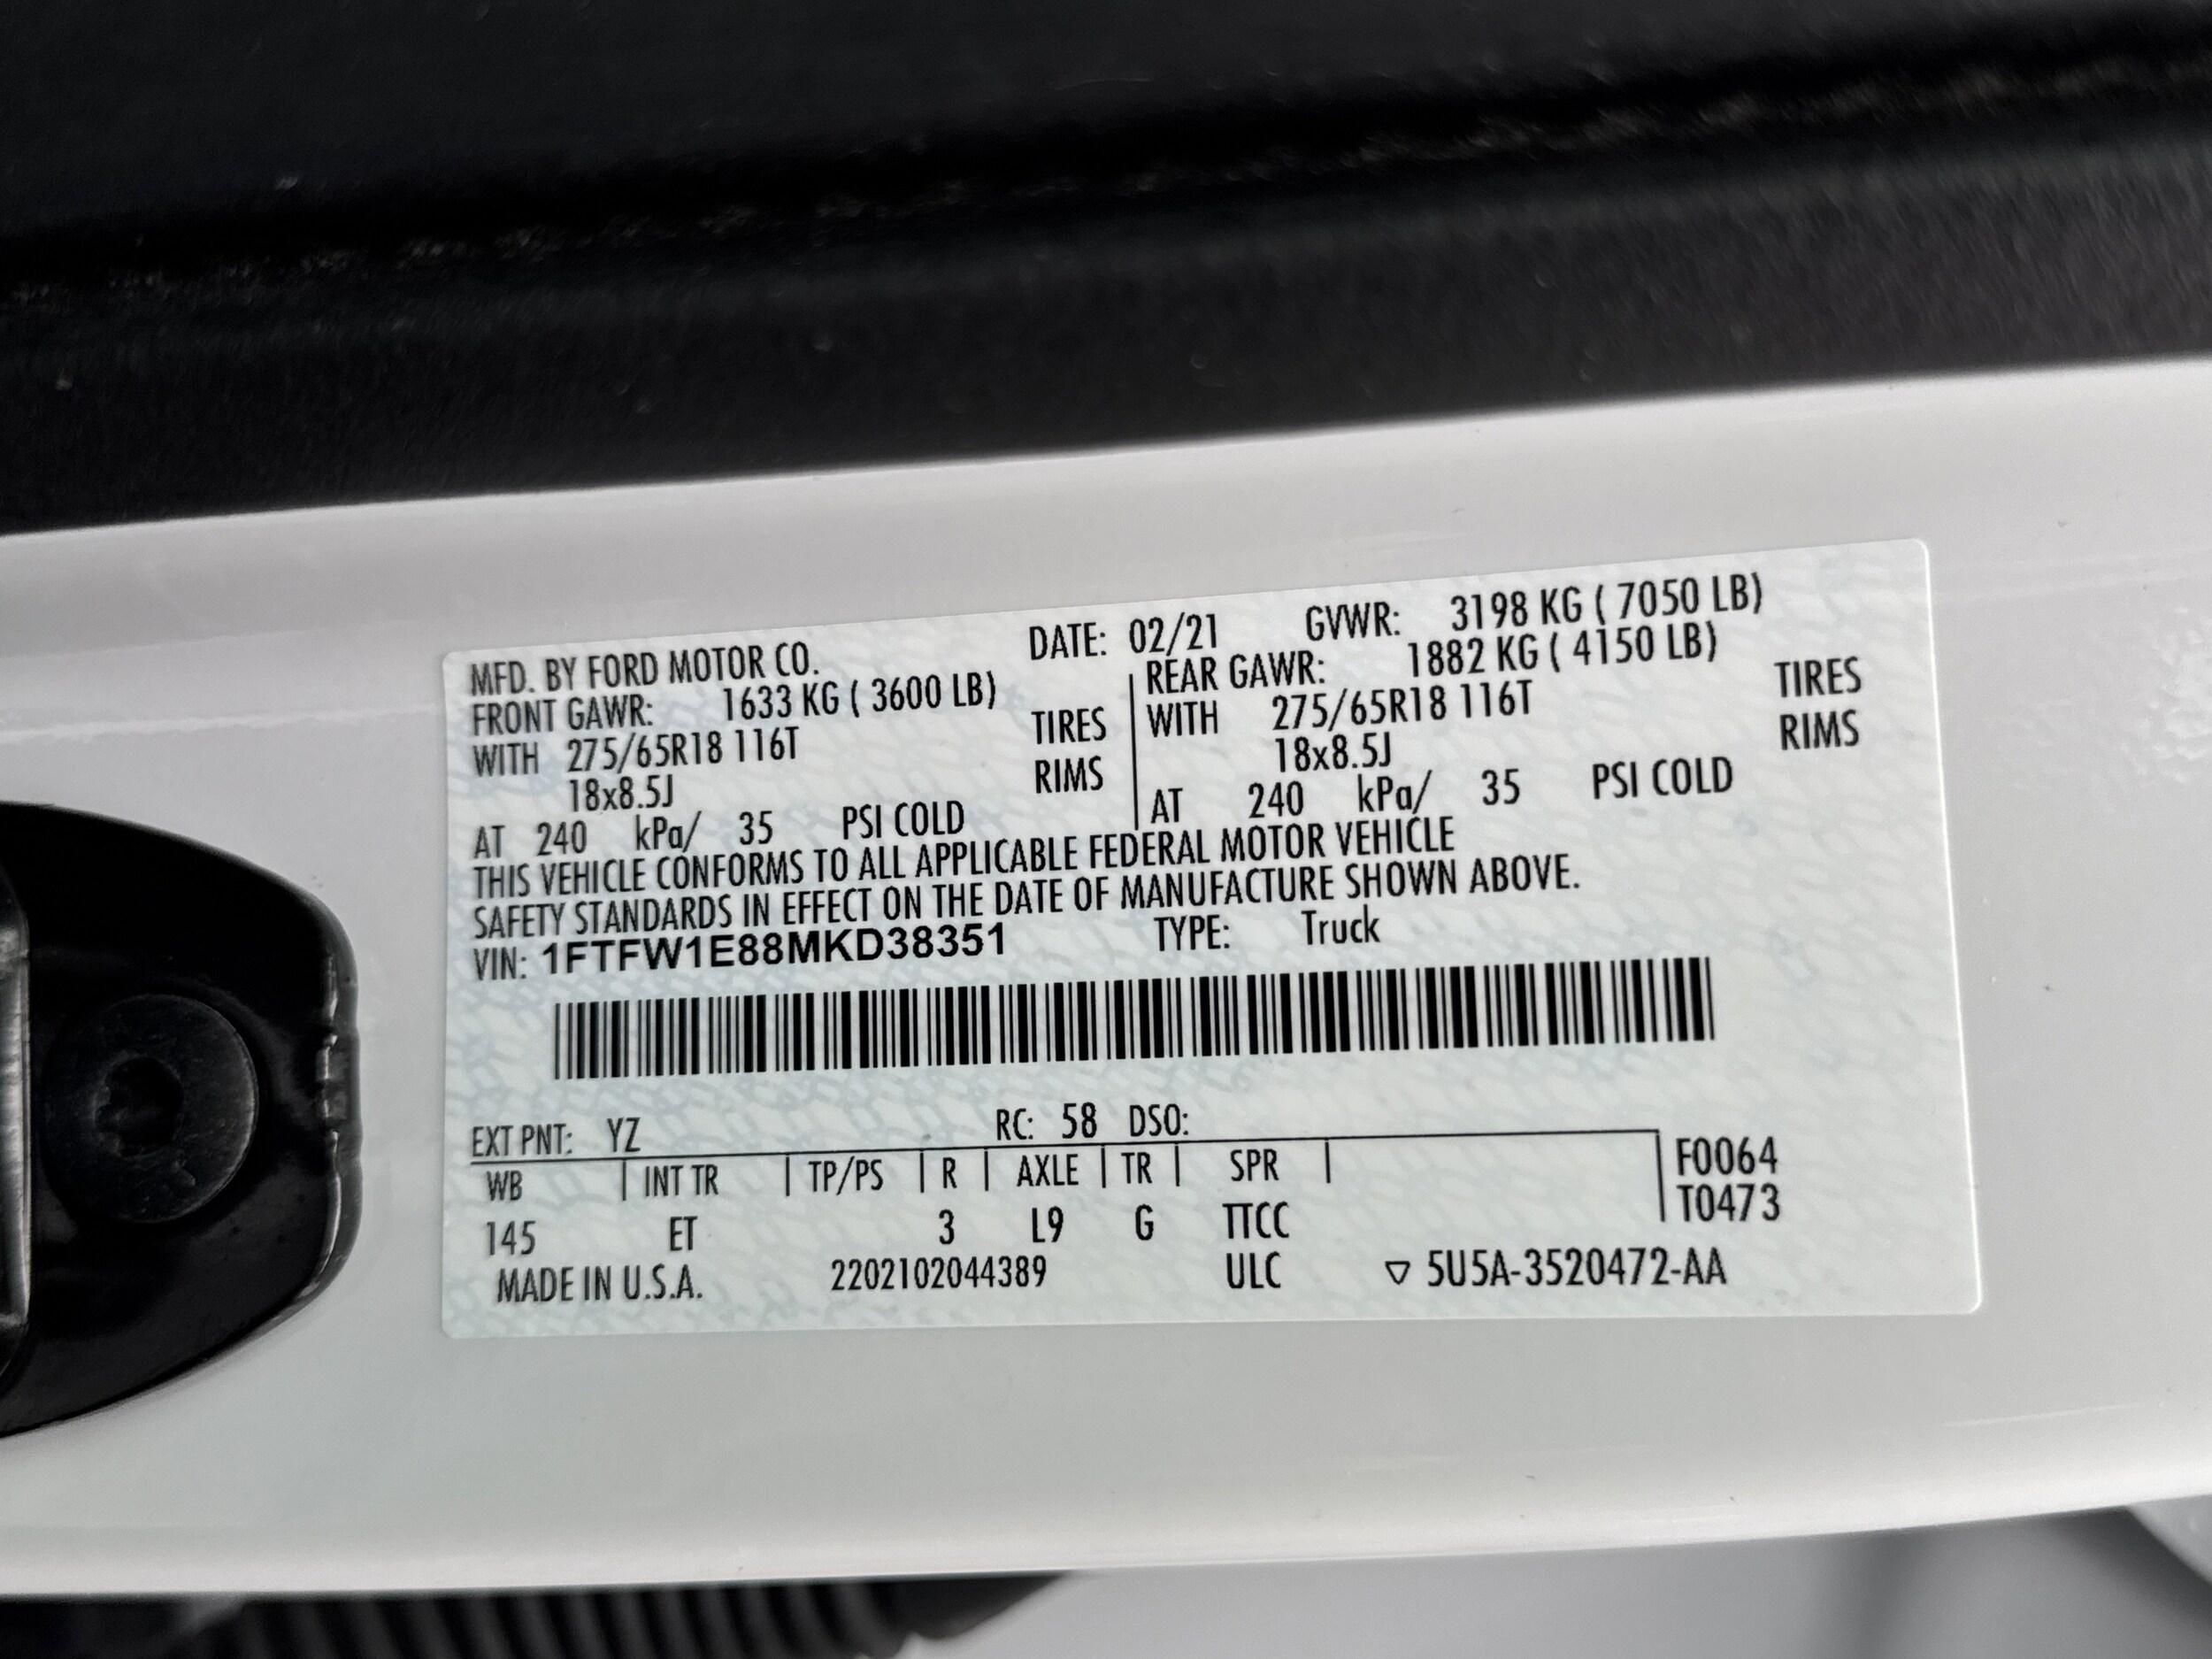 MFD. BY FORD MOTOR CO. DATE: 02/21 GVWR: 3198 KG ( 7050 LB)
FRONT GAWR: 1633 KG ( 3600 LB) REAR GAWR: 1882 KG ( 4150 LB)
WITH 275/65R18 116T TIRES WITH 275/65R18 116T TIRES
18x8.5J RIMS 18x8.5J RIMS
AT 240 kPa/ 35 PSI COLD AT 240 kPa/ 35 PSI COLD
THIS VEHICLE CONFORMS TO ALL APPLICABLE FEDERAL MOTOR VEHICLE
SAFETY STANDARDS IN EFFECT ON THE DATE OF MANUFACTURE SHOWN ABOVE.
VIN: 1FTFW1E88MKD38351 TYPE: Truck
EXT PNT: YZ RC: 58 DSO:
WB INT TR TP/PS R AXLE TR SPR F0064
T0473
145 ET 3 L9 G TTCC
MADE IN U.S.A. 2202102044389 ULC ▽ 5U5A-3520472-AA